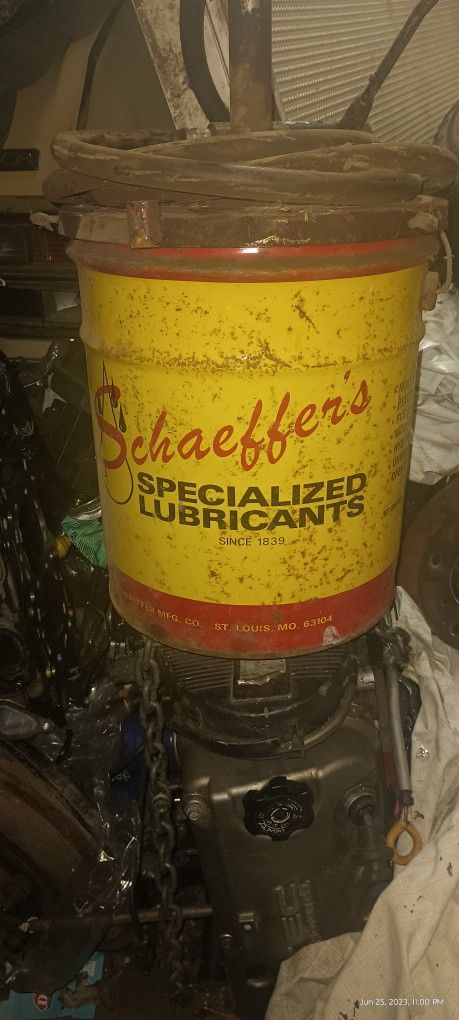 Schaeffer's
SPECIALIZED
LUBRICANTS
SINCE 1839
MFG. CO. ST. LOUIS, MO. 63104
Jun 25, 2023, 11:00 PM